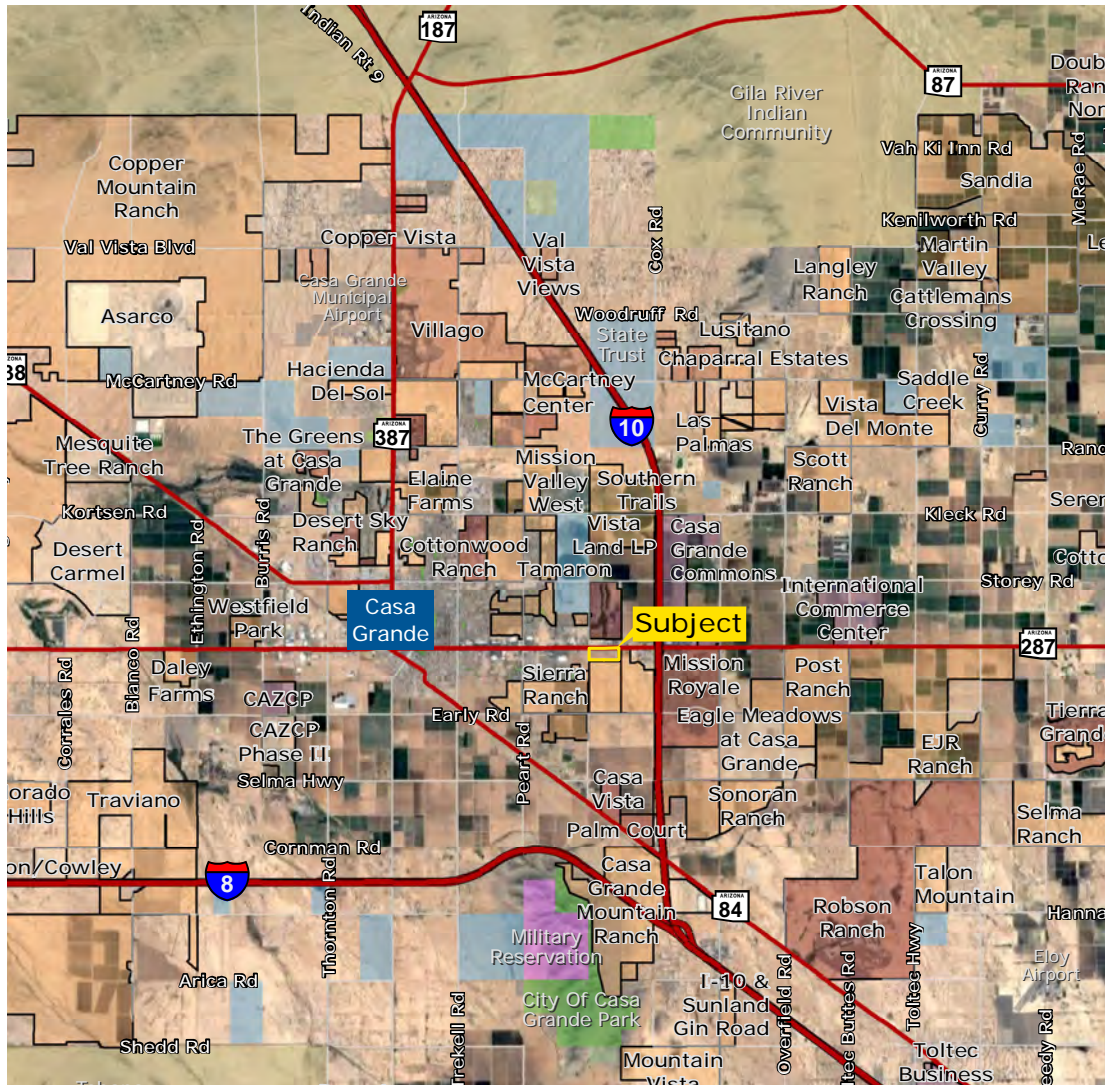 ARIZONA
187
Indian Rt 9
ARIZONA
87
Gila River
Indian
Community
Vah Ki Inn Rd
Sandia
McRae Rd
Kenilworth Rd
Copper
Mountain
Ranch
Val Vista Blvd
Copper Vista
Val
Vista
Views
Cox Rd
Martin
Valley
Langley
Ranch
Cattlemans
Crossing
Casa Grande
Municipal
Airport
Asarco
Villago
Woodruff Rd
State
Trust
Lusitano
Chaparral Estates
McCartney Rd
Hacienda
Del Sol
McCartney
Center
Saddle
Creek
Curry Rd
Vista
Del Monte
Las
Palmas
ARIZONA
387
10
Mesquite
Tree Ranch
The Greens
at Casa
Grande
Elaine
Farms
Mission
Valley
West
Southern
Trails
Scott
Ranch
Kortsen Rd
Kleck Rd
Desert
Carmel
Ethington Rd
Burris Rd
Desert Sky
Ranch
Cottonwood
Ranch
Vista
Land LP
Tamaron
Casa
Grande
Commons
Storey Rd
International
Commerce
Center
Westfield
Park
Casa
Grande
Subject
ARIZONA
287
Corrales Rd
Bianco Rd
Daley
Farms
Sierra
Ranch
Mission
Royale
Post
Ranch
CAZCP
CAZCP
Phase II
Early Rd
Peart Rd
Eagle Meadows
at Casa
Grande
EJR
Ranch
Selma Hwy
Traviano
Casa
Vista
Sonoran
Ranch
Selma
Ranch
Palm Court
Cornman Rd
8
Thornton Rd
Casa
Grande
Mountain
Ranch
ARIZONA
84
Talon
Mountain
Robson
Ranch
Military
Reservation
Arica Rd
City Of Casa
Grande Park
I-10 &
Sunland
Gin Road
Overfield Rd
Toltec Hwy
Eloy
Airport
Shedd Rd
Mountain
Vista
Toltec
Business